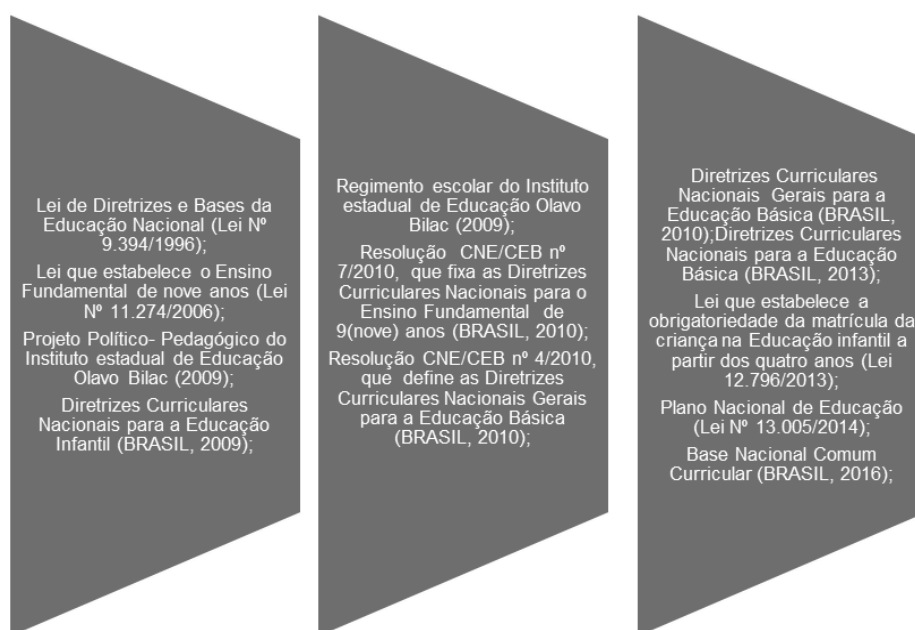 Lei de Diretrizes e Bases da
Educação Nacional (Lei Nº
9.394/1996);
Lei que estabelece o Ensino
Fundamental de nove anos (Lei
Nº 11.274/2006);
Projeto Político- Pedagógico do
Instituto estadual de Educação
Olavo Bilac (2009);
Diretrizes Curriculares
Nacionais para a Educação
Infantil (BRASIL, 2009);
Regimento escolar do Instituto
estadual de Educação Olavo
Bilac (2009);
Resolução CNE/CEB nº
7/2010, que fixa as Diretrizes
Curriculares Nacionais para o
Ensino Fundamental de
9(nove) anos (BRASIL, 2010);
Resolução CNE/CEB nº 4/2010,
que define as Diretrizes
Curriculares Nacionais Gerais
para a Educação Básica
(BRASIL, 2010);
Diretrizes Curriculares
Nacionais Gerais para a
Educação Básica (BRASIL,
2010);Diretrizes Curriculares
Nacionais para a Educação
Básica (BRASIL, 2013);
Lei que estabelece a
obrigatoriedade da matrícula da
criança na Educação infantil a
partir dos quatro anos (Lei
12.796/2013);
Plano Nacional de Educação
(Lei Nº 13.005/2014);
Base Nacional Comum
Curricular (BRASIL, 2016);